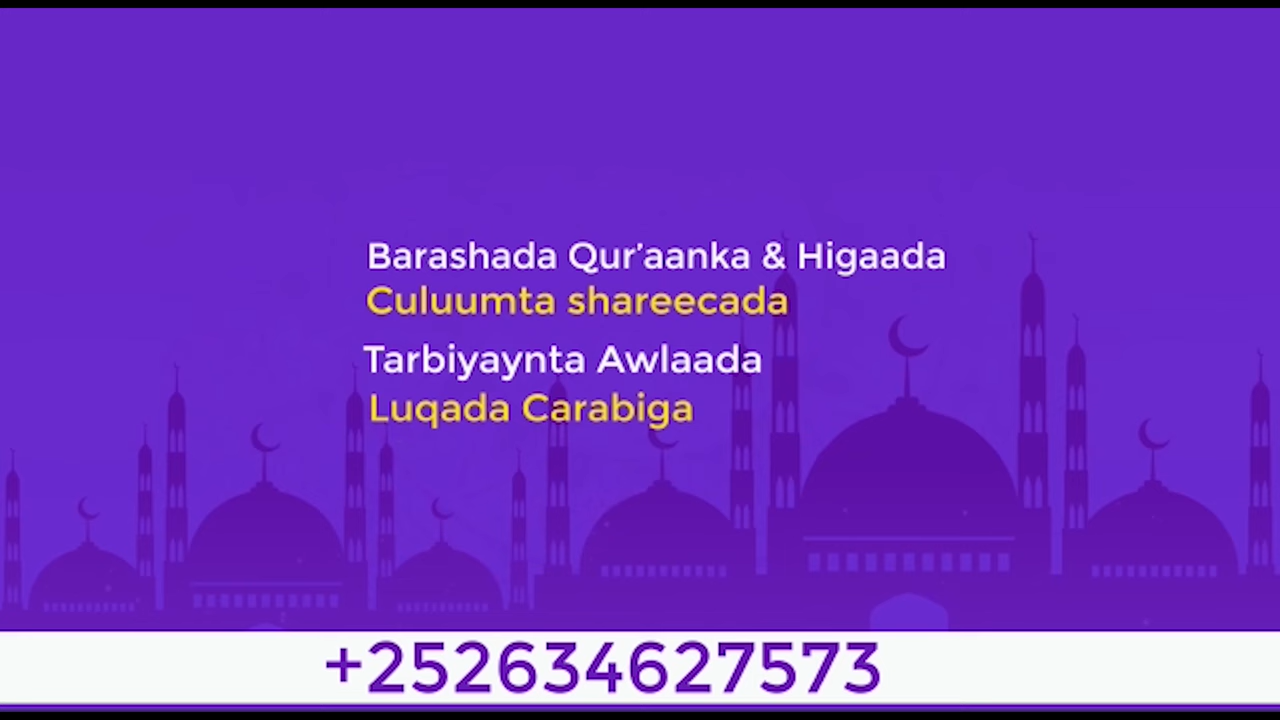 Barashada Qur'aanka & Higaada
Culuumta shareecada
Tarbiyaynta Awlaada
Luqada Carabiga
+252634627573